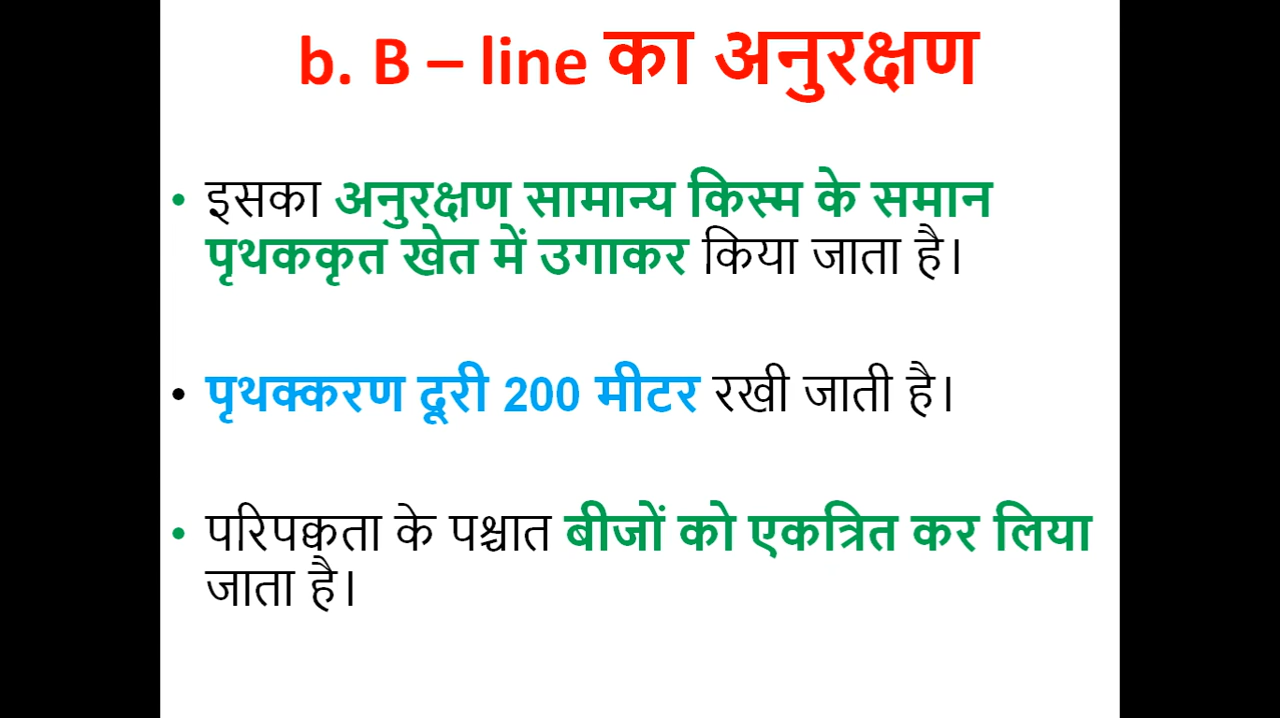 b. B – line का अनुरक्षण
• इसका अनुरक्षण सामान्य किस्म के समान
पृथककृत खेत में उगाकर किया जाता है।
• पृथक्करण दूरी 200 मीटर रखी जाती है।
• परिपक्वता के पश्चात बीजों को एकत्रित कर लिया
जाता है।